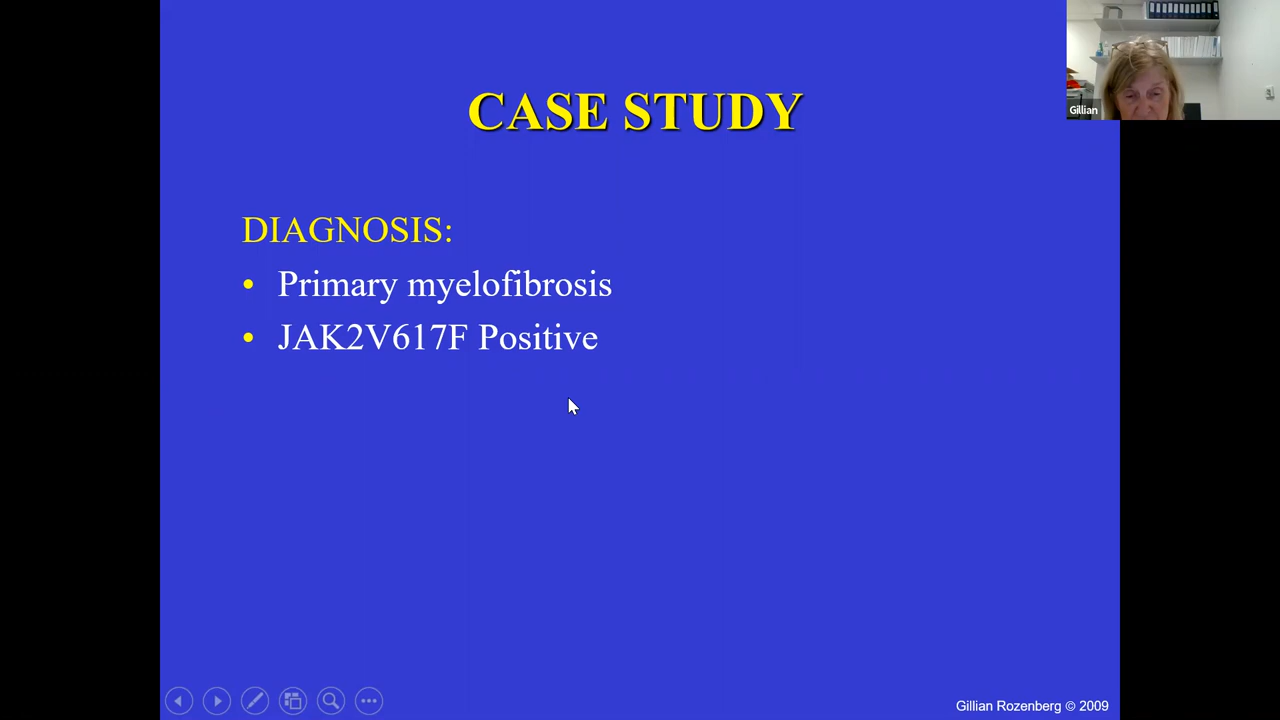 Gillian
CASE STUDY
DIAGNOSIS:
• Primary myelofibrosis
• JAK2V617F Positive
Gillian Rozenberg © 2009